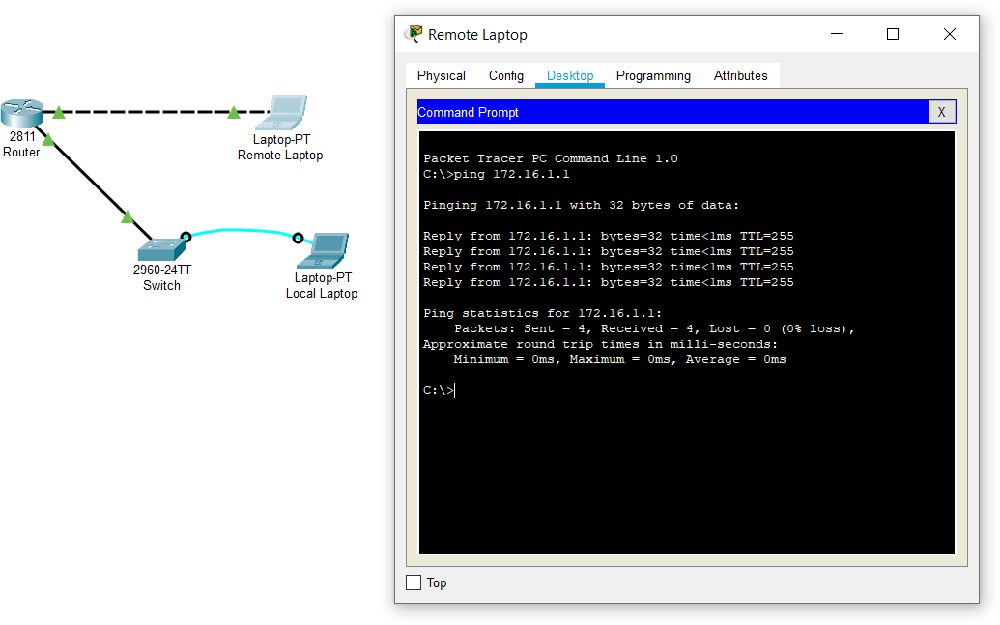 2811
Router
Laptop-PT
Remote Laptop
2960-24TT
Switch
Laptop-PT
Local Laptop
Remote Laptop
Physical Config Desktop Programming Attributes
Command Prompt X
Packet Tracer PC Command Line 1.0
C:\>ping 172.16.1.1
Pinging 172.16.1.1 with 32 bytes of data:
Reply from 172.16.1.1: bytes=32 time<1ms TTL=255
Reply from 172.16.1.1: bytes=32 time<1ms TTL=255
Reply from 172.16.1.1: bytes=32 time<1ms TTL=255
Reply from 172.16.1.1: bytes=32 time<1ms TTL=255
Ping statistics for 172.16.1.1:
    Packets: Sent = 4, Received = 4, Lost = 0 (0% loss),
Approximate round trip times in milli-seconds:
    Minimum = 0ms, Maximum = 0ms, Average = 0ms
C:\>
Top